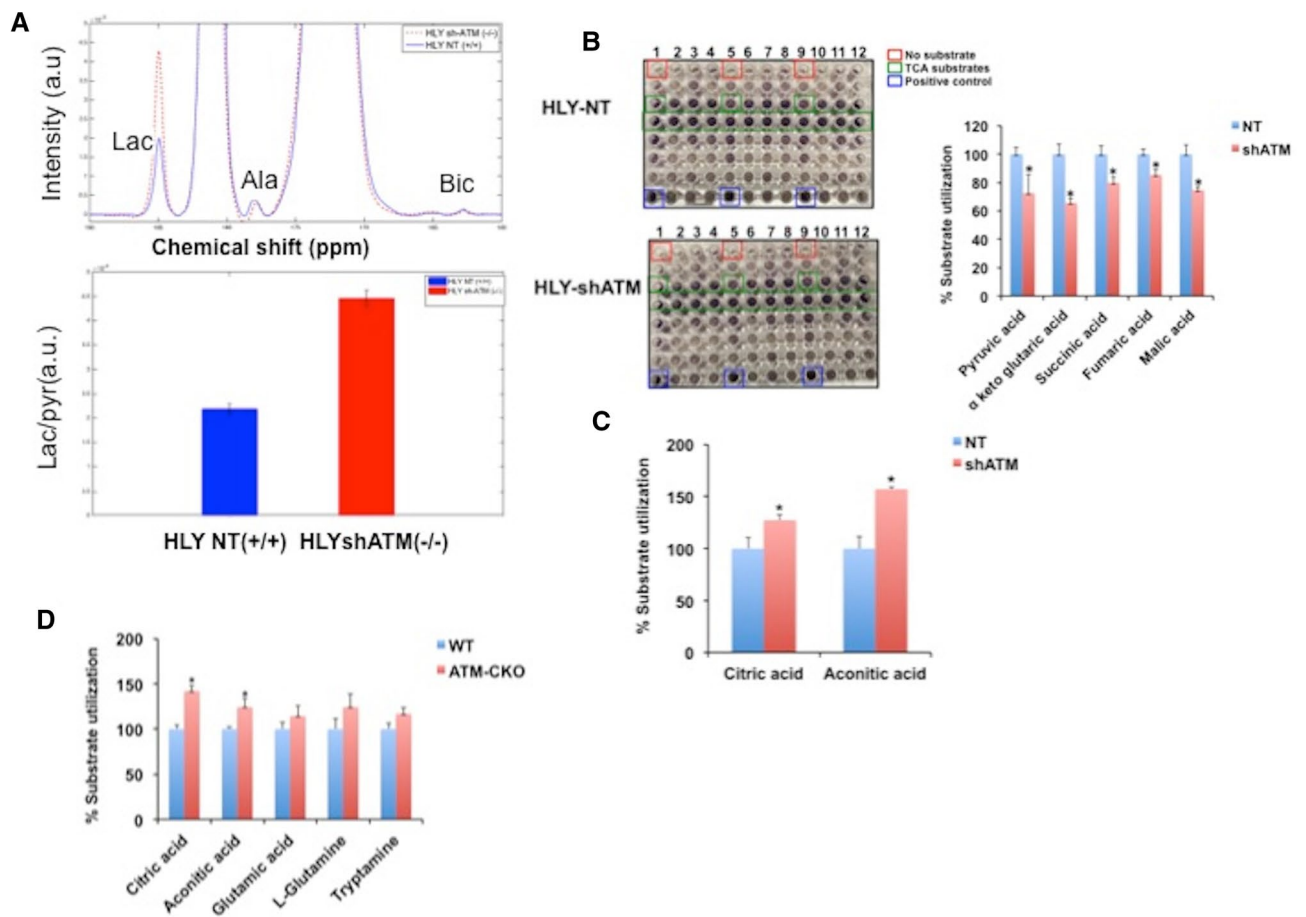 A
HLY sh-ATM (-/-)
HLY NT (+/+)
Intensity (a.u)
Lac
Ala
Bic
Chemical shift (ppm)
HLY NT (+/+)
HLY sh-ATM (-/-)
Lac/pyr(a.u.)
HLY NT(+/+) HLYshATM(-/-)
B
1 2 3 4 5 6 7 8 9 10 11 12
No substrate
TCA substrates
Positive control
HLY-NT
1 2 3 4 5 6 7 8 9 10 11 12
HLY-shATM
NT
shATM
% Substrate utilization
120
100
80
60
40
20
0
* * * * *
Pyruvic acid
α keto glutaric acid
Succinic acid
Fumaric acid
Malic acid
C
NT
shATM
% Substrate utilization
200
150
100
50
0
* *
Citric acid Aconitic acid
D
WT
ATM-CKO
% Substrate utilization
200
150
100
50
0
* *
Citric acid
Aconitic acid
Glutamic acid
L-Glutamine
Tryptamine